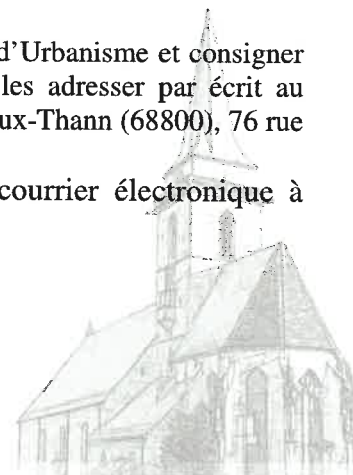 d’Urbanisme et consigner
les adresser par écrit au
ux-Thann (68800), 76 rue
courrier électronique à